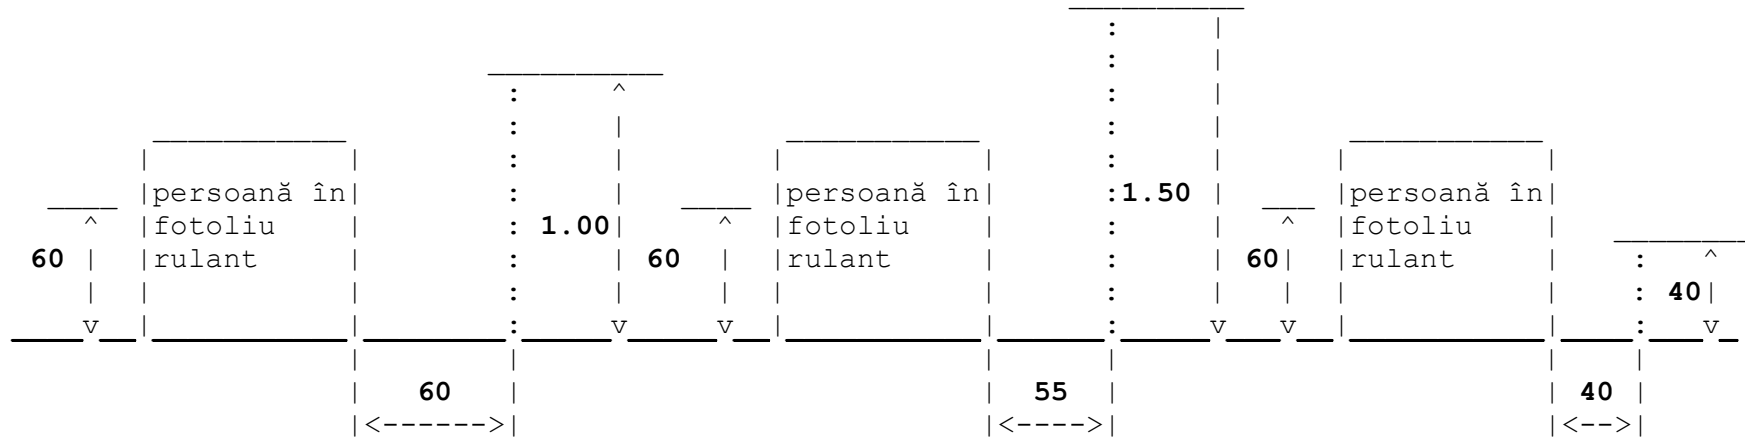 persoană în persoană în :1.50 persoană în
fotoliu 1.00 fotoliu fotoliu
60 rulant 60 rulant 60 rulant
40
60 55 40